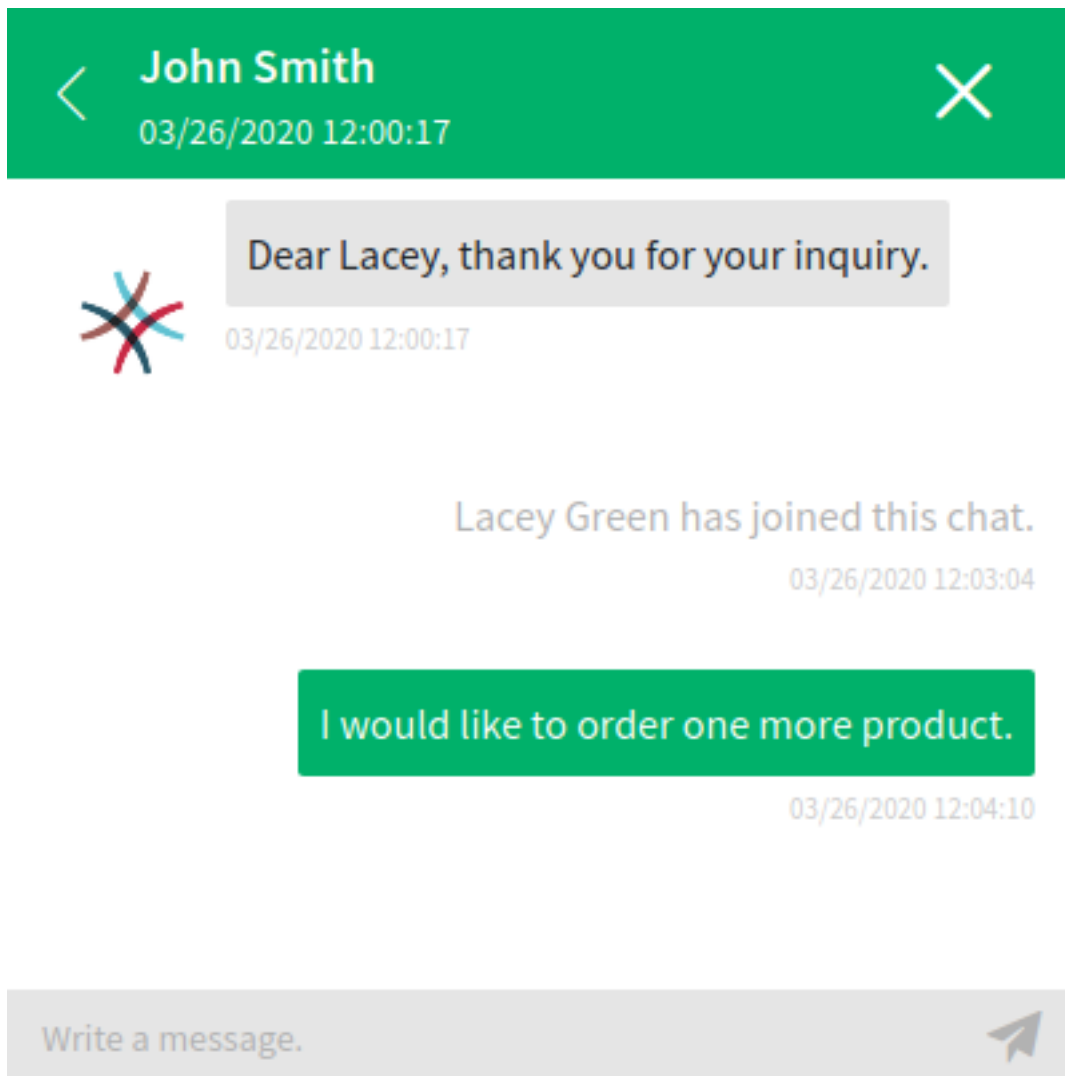 John Smith
03/26/2020 12:00:17
Dear Lacey, thank you for your inquiry.
03/26/2020 12:00:17
Lacey Green has joined this chat.
03/26/2020 12:03:04
I would like to order one more product.
03/26/2020 12:04:10
Write a message.